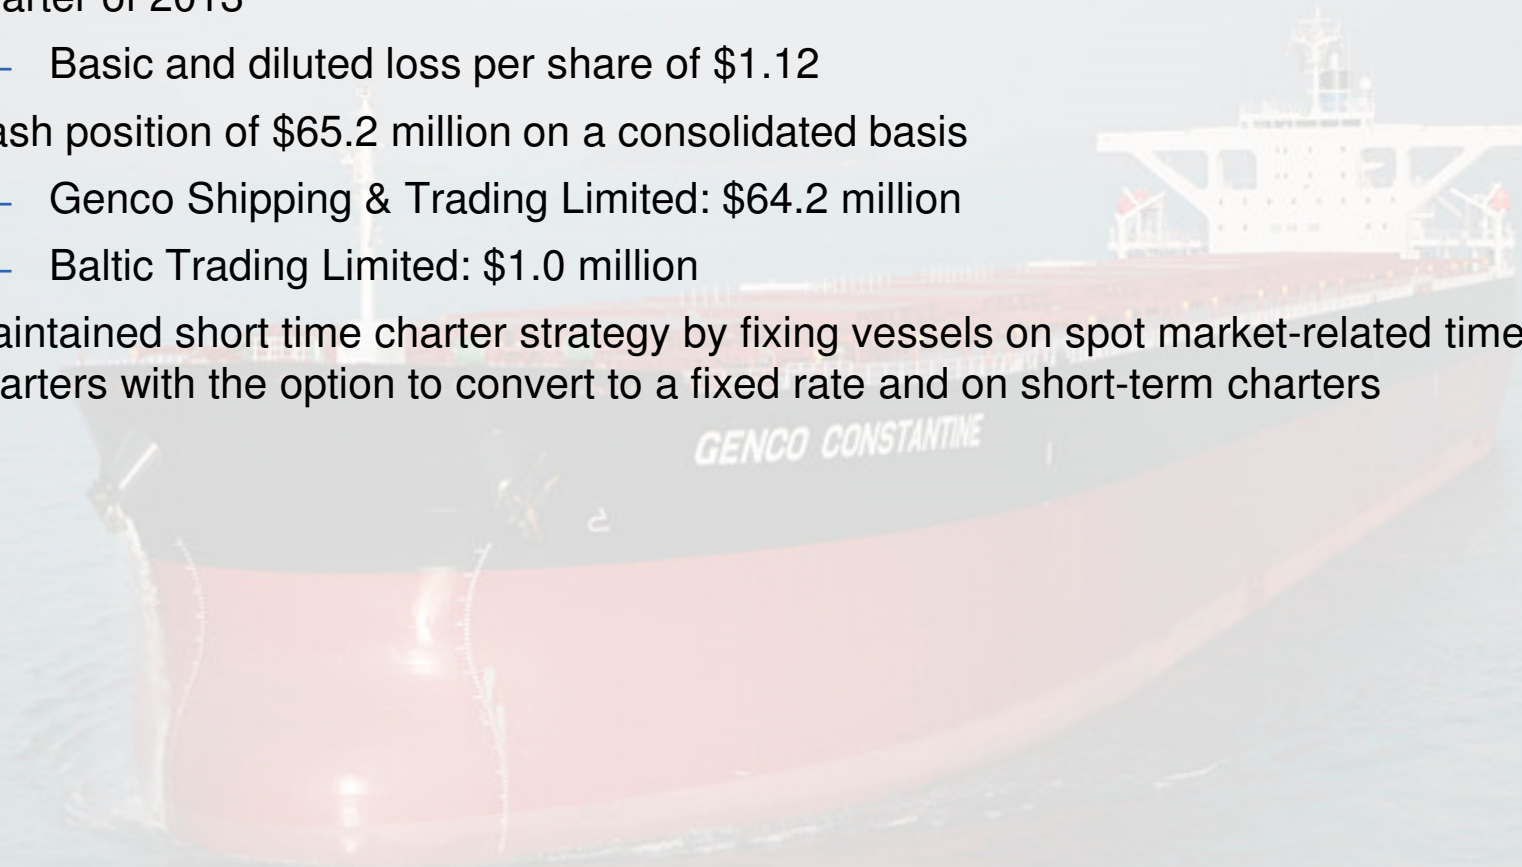 arter of 2013
– Basic and diluted loss per share of $1.12
ash position of $65.2 million on a consolidated basis
– Genco Shipping & Trading Limited: $64.2 million
– Baltic Trading Limited: $1.0 million
aintained short time charter strategy by fixing vessels on spot market-related time
arters with the option to convert to a fixed rate and on short-term charters
GENCO CONSTANTINE